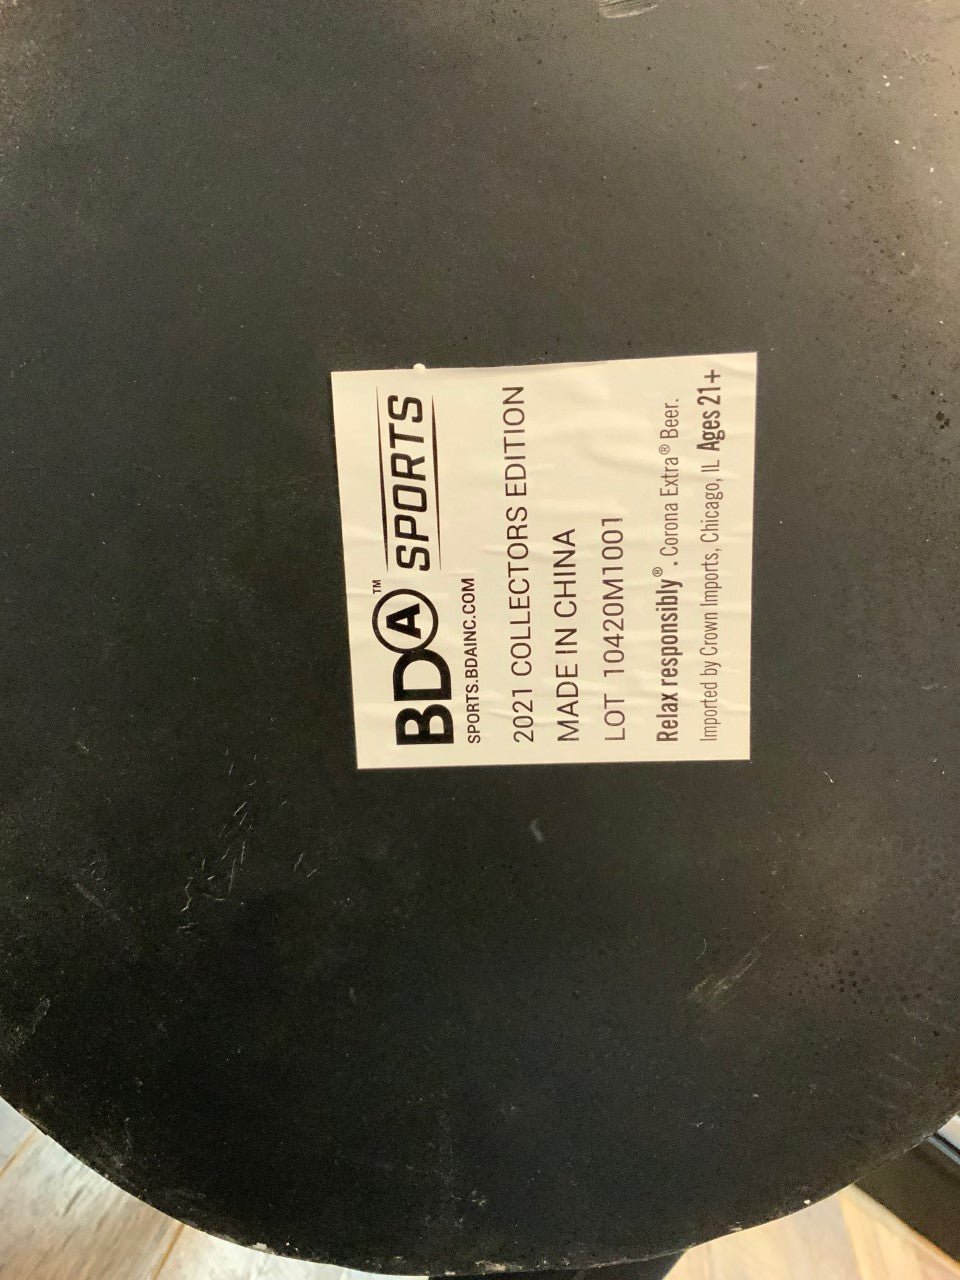 BDA™ SPORTS
SPORTS.BDAINC.COM
2021 COLLECTORS EDITION
MADE IN CHINA
LOT 10420M1001
Relax responsibly®. Corona Extra® Beer.
Imported by Crown Imports, Chicago, IL Ages 21+